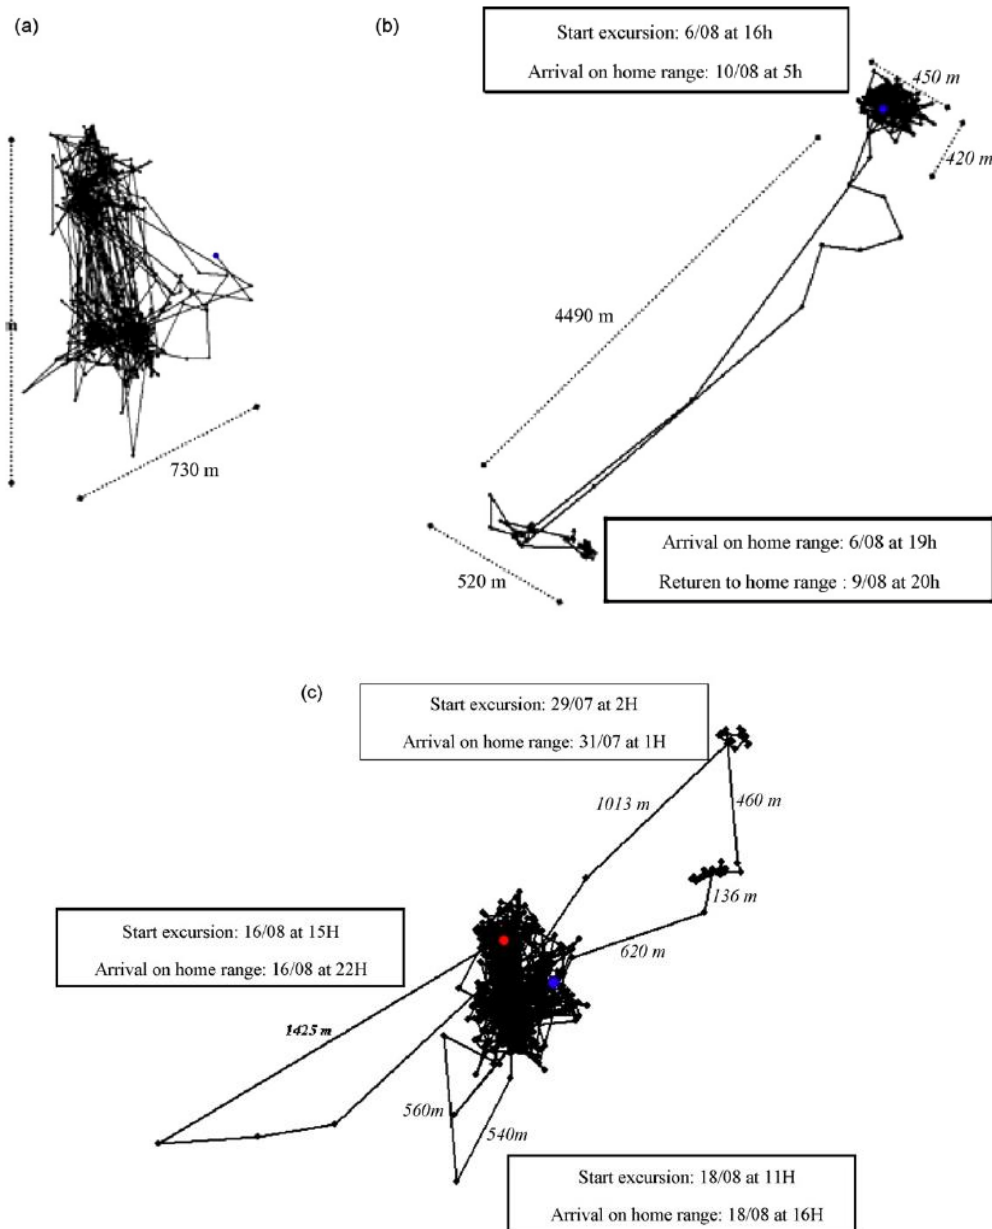 (a)
(b)
Start excursion: 6/08 at 16h
Arrival on home range: 10/08 at 5h
450 m
420 m
4490 m
m
730 m
520 m
Arrival on home range: 6/08 at 19h
Returen to home range : 9/08 at 20h
(c)
Start excursion: 29/07 at 2H
Arrival on home range: 31/07 at 1H
1013 m
460 m
136 m
Start excursion: 16/08 at 15H
Arrival on home range: 16/08 at 22H
620 m
1425 m
560m
540m
Start excursion: 18/08 at 11H
Arrival on home range: 18/08 at 16H